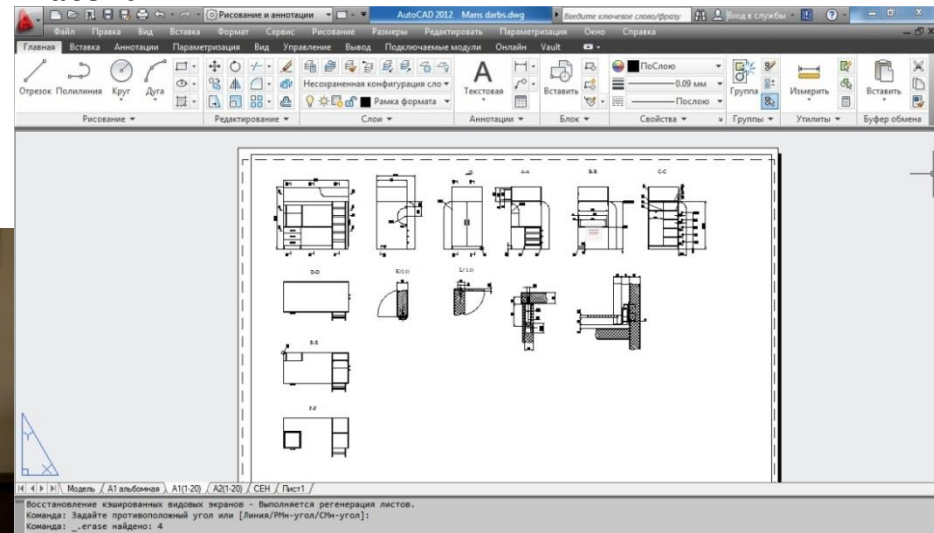 Рисование и аннотации
AutoCAD 2012 Mans darbs.dwg
Введите ключевое слово/фразу
Вход в службы
Файл Правка Вид Вставка Формат Сервис Рисование Размеры Редактировать Параметризация Окно Справка
Главная Вставка Аннотации Параметризация Вид Управление Вывод Подключаемые модули Онлайн Vault
Отрезок Полилиния Круг Дуга
Несохраненная конфигурация сло
Рамка формата
Текстовая
Вставить
ПоСлою
0.09 мм
Послою
Группа
Измерить
Вставить
Рисование Редактирование Слои Аннотации Блок Свойства Группы Утилиты Буфер обмена
A-A B-B C-C
D-D
E-E
Y
X
Модель A1 альбомная A1(1-20) A2(1-20) CEH Лист1
Восстановление кэшированных видовых экранов - Выполняется регенерация листов.
Команда: Задайте противоположный угол или [Линия/РМн-угол/СМн-угол]:
Команда: _.erase найдено: 4